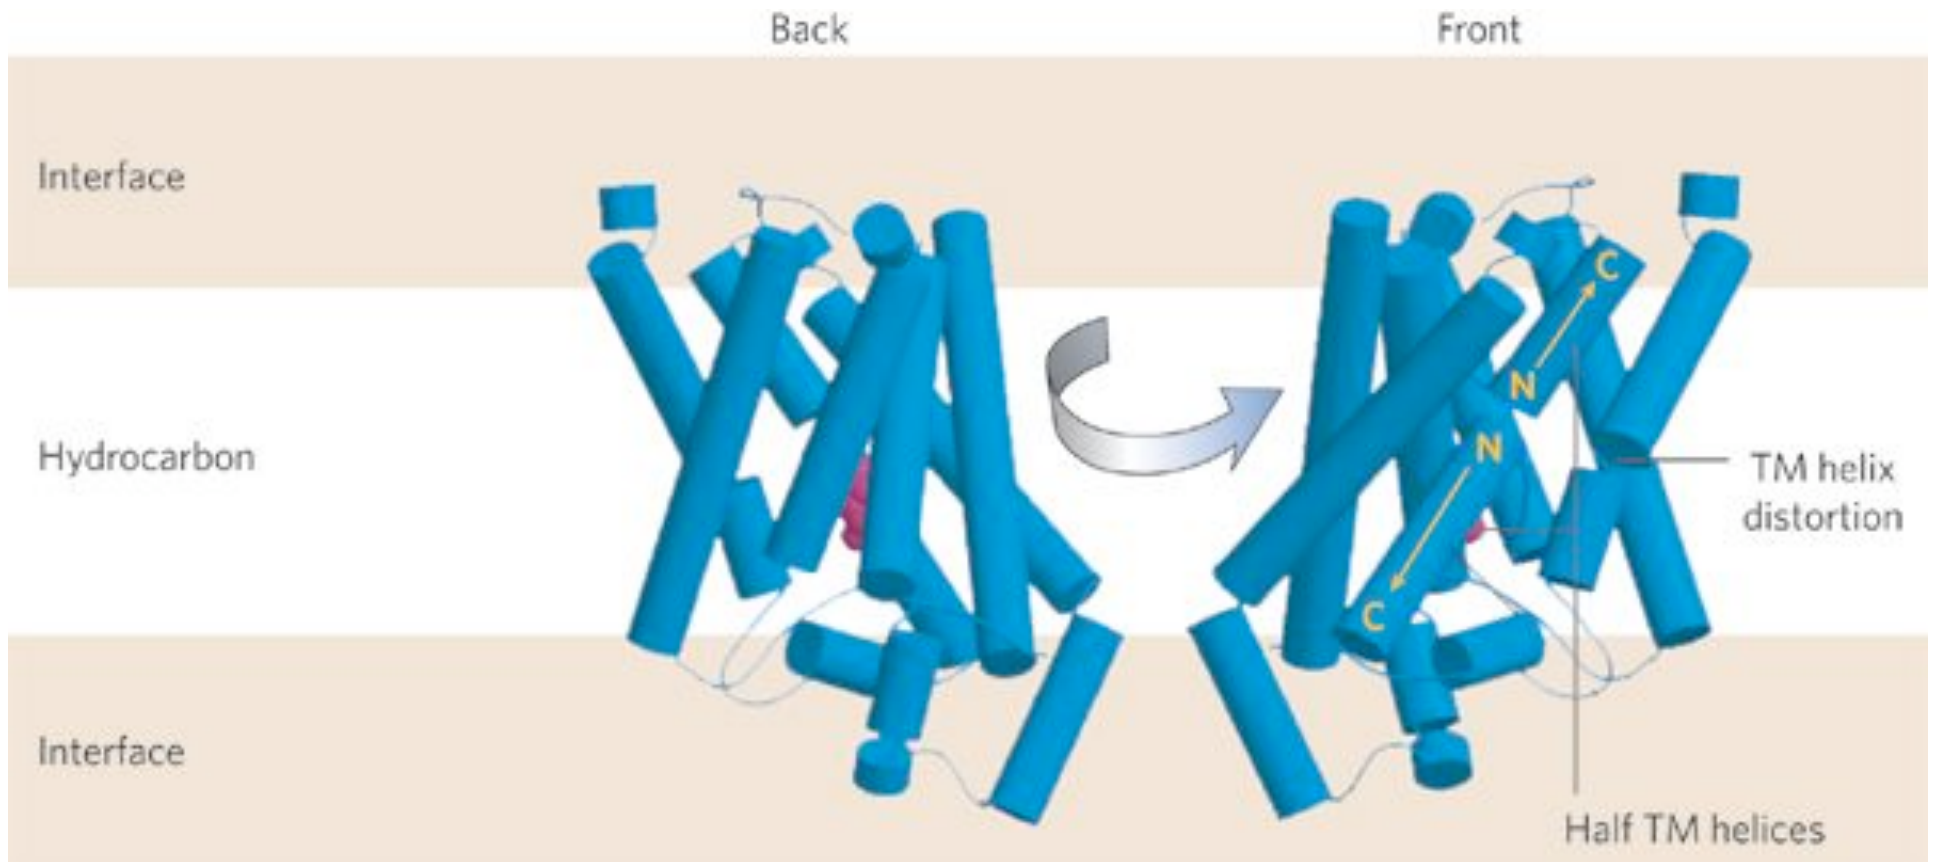 Back
Front
Interface
C
N
Hydrocarbon
N
TM helix
distortion
C
Interface
Half TM helices